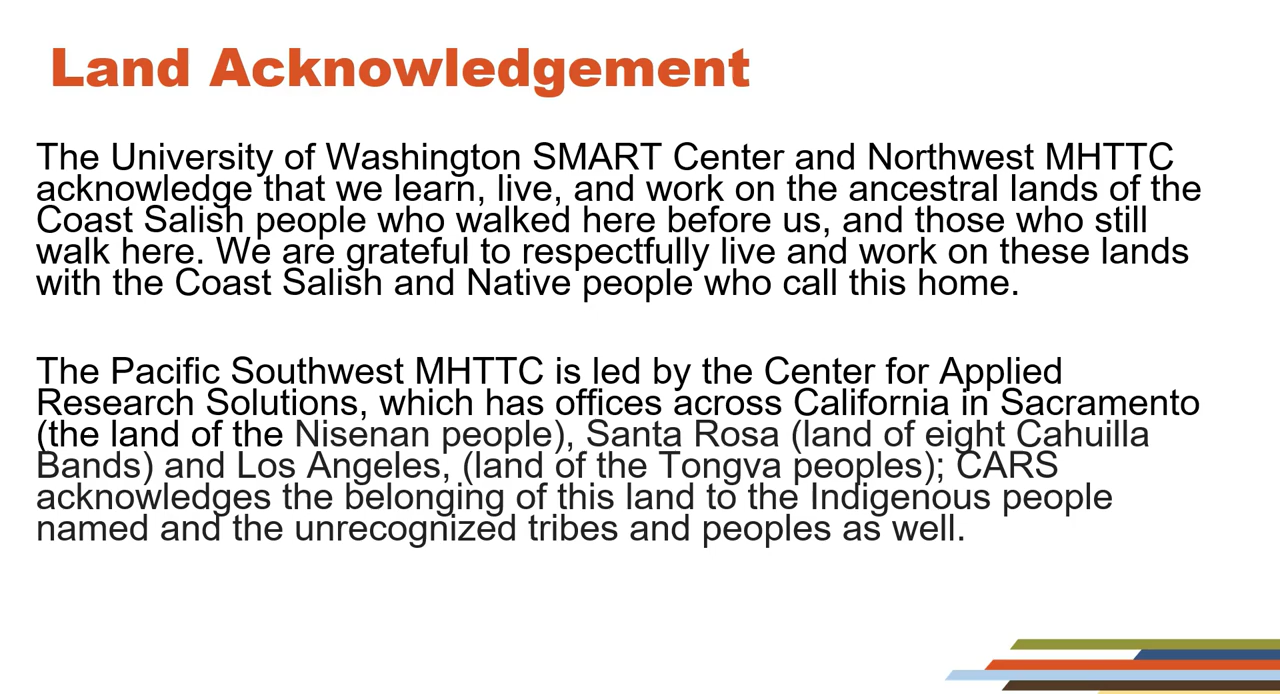 Land Acknowledgement
The University of Washington SMART Center and Northwest MHTTC
acknowledge that we learn, live, and work on the ancestral lands of the
Coast Salish people who walked here before us, and those who still
walk here. We are grateful to respectfully live and work on these lands
with the Coast Salish and Native people who call this home.
The Pacific Southwest MHTTC is led by the Center for Applied
Research Solutions, which has offices across California in Sacramento
(the land of the Nisenan people), Santa Rosa (land of eight Cahuilla
Bands) and Los Angeles, (land of the Tongva peoples); CARS
acknowledges the belonging of this land to the Indigenous people
named and the unrecognized tribes and peoples as well.